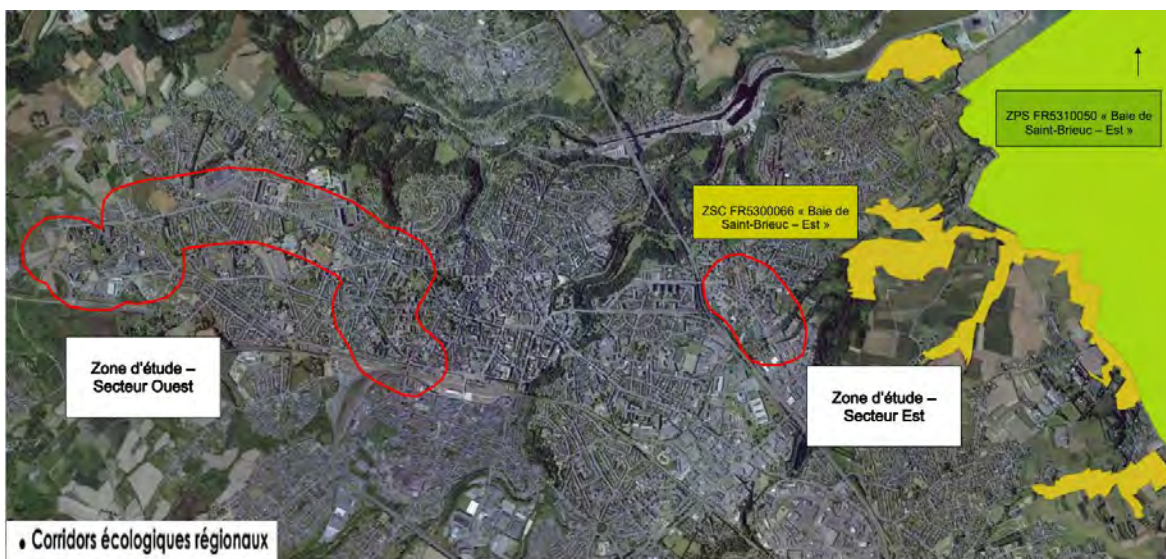 ZPS FR5310050 « Baie de
Saint-Brieuc – Est »
ZSC FR5300066 « Baie de
Saint-Brieuc – Est »
Zone d'étude –
Secteur Ouest
Zone d'étude –
Secteur Est
• Corridors écologiques régionaux